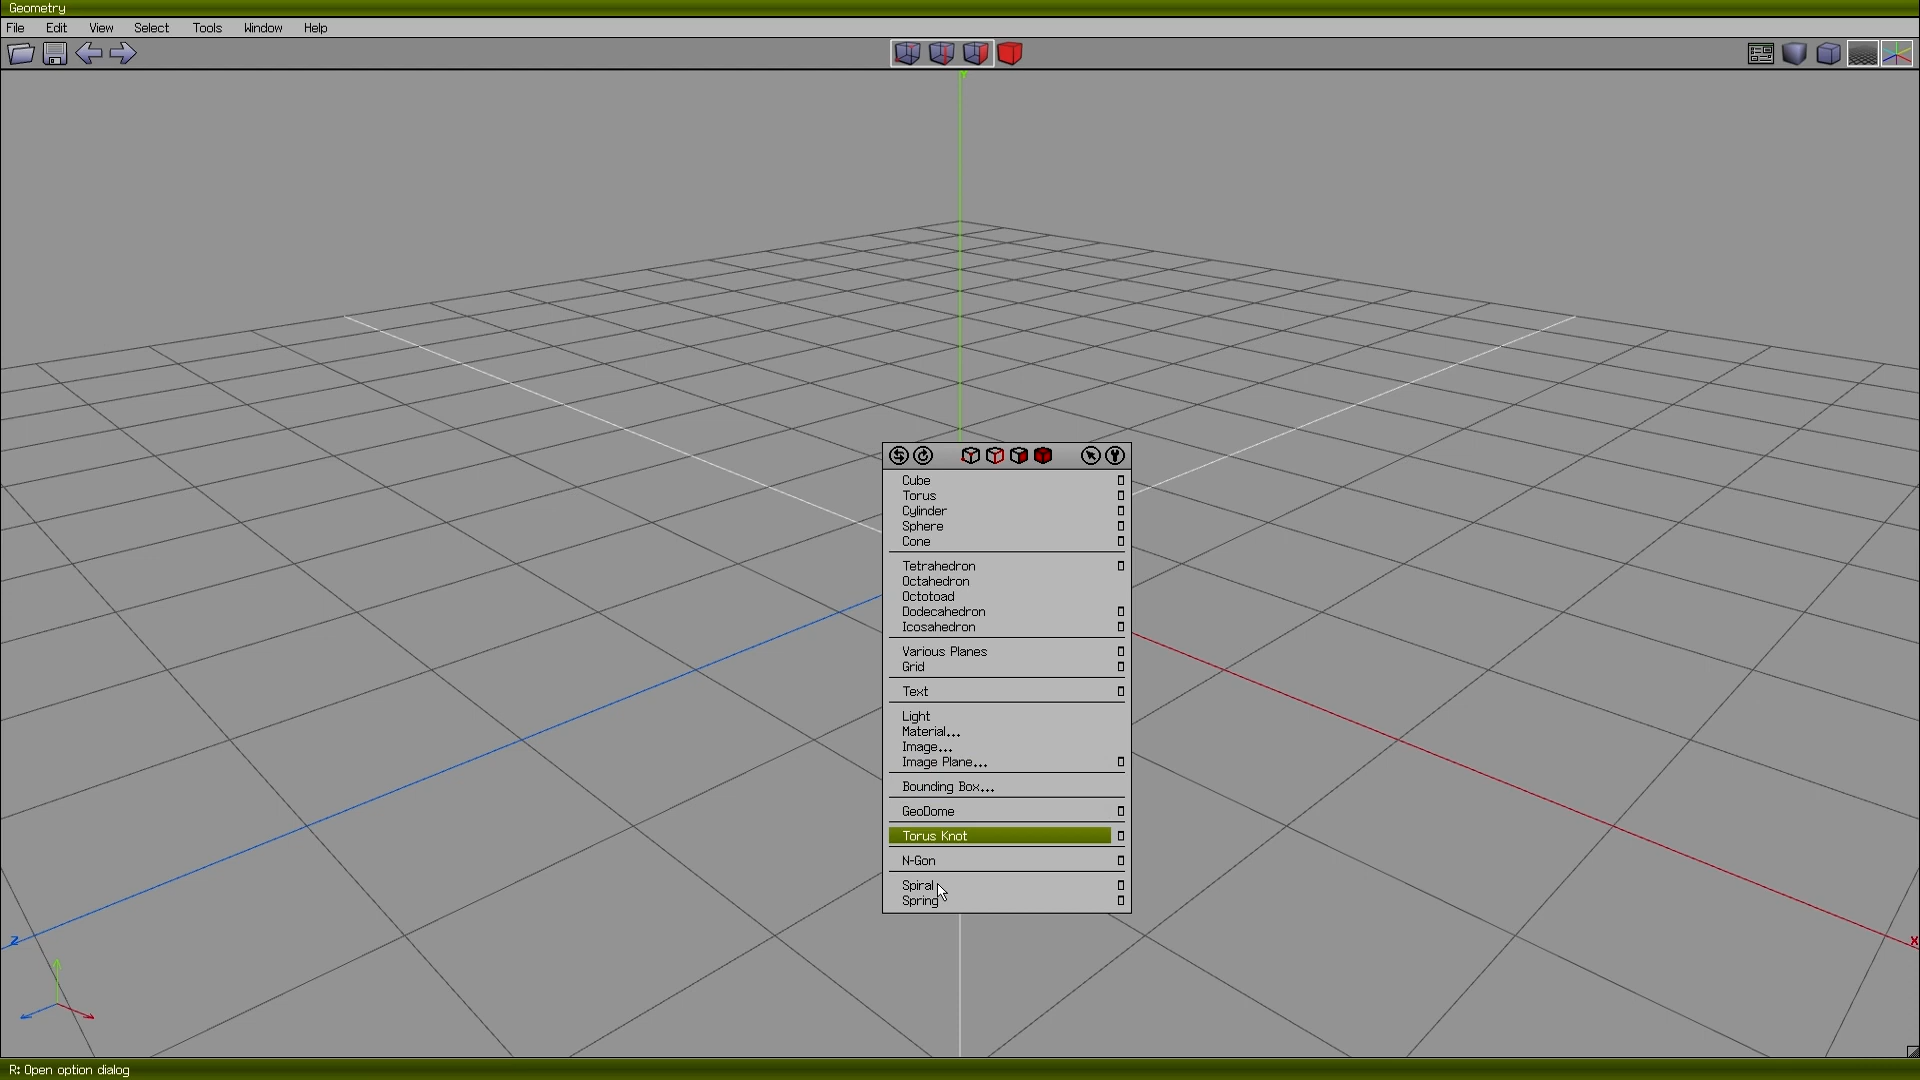 Geometry
File Edit View Select Tools Window Help
Y
Cube
Torus
Cylinder
Sphere
Cone
Tetrahedron
Octahedron
Octotoad
Dodecahedron
Icosahedron
Various Planes
Grid
Text
Light
Material...
Image...
Image Plane...
Bounding Box...
GeoDome
Torus Knot
N-Gon
Spiral
Spring
Z
X
R: Open option dialog